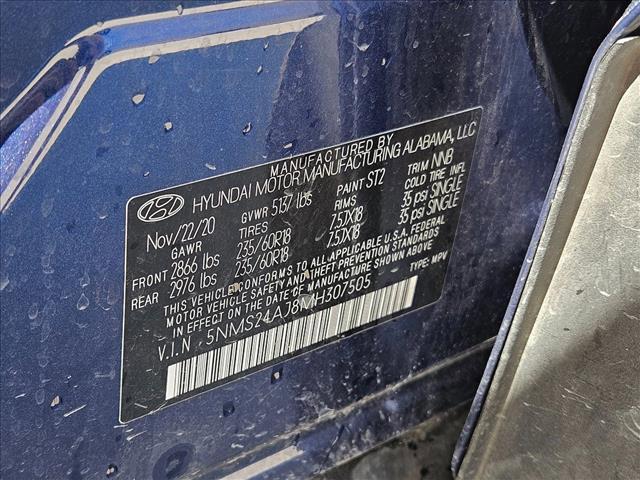 MANUFACTURED BY
HYUNDAI MOTOR MANUFACTURING ALABAMA, LLC
Nov/22/20 GVWR 5137 lbs PAINT ST2 TRIM NNB
GAWR TIRES RIMS COLD TIRE INFL
FRONT 2866 lbs 235/60R18 7.5JX18 35 psi SINGLE
REAR 2976 lbs 235/60R18 7.5JX18 35 psi SINGLE
THIS VEHICLE CONFORMS TO ALL APPLICABLE U.S.A. FEDERAL
MOTOR VEHICLE SAFETY AND THEFT PREVENTION STANDARDS
IN EFFECT ON THE DATE OF MANUFACTURE SHOWN ABOVE.
V.I.N 5NMS24AJ8MH307505 TYPE: MPV